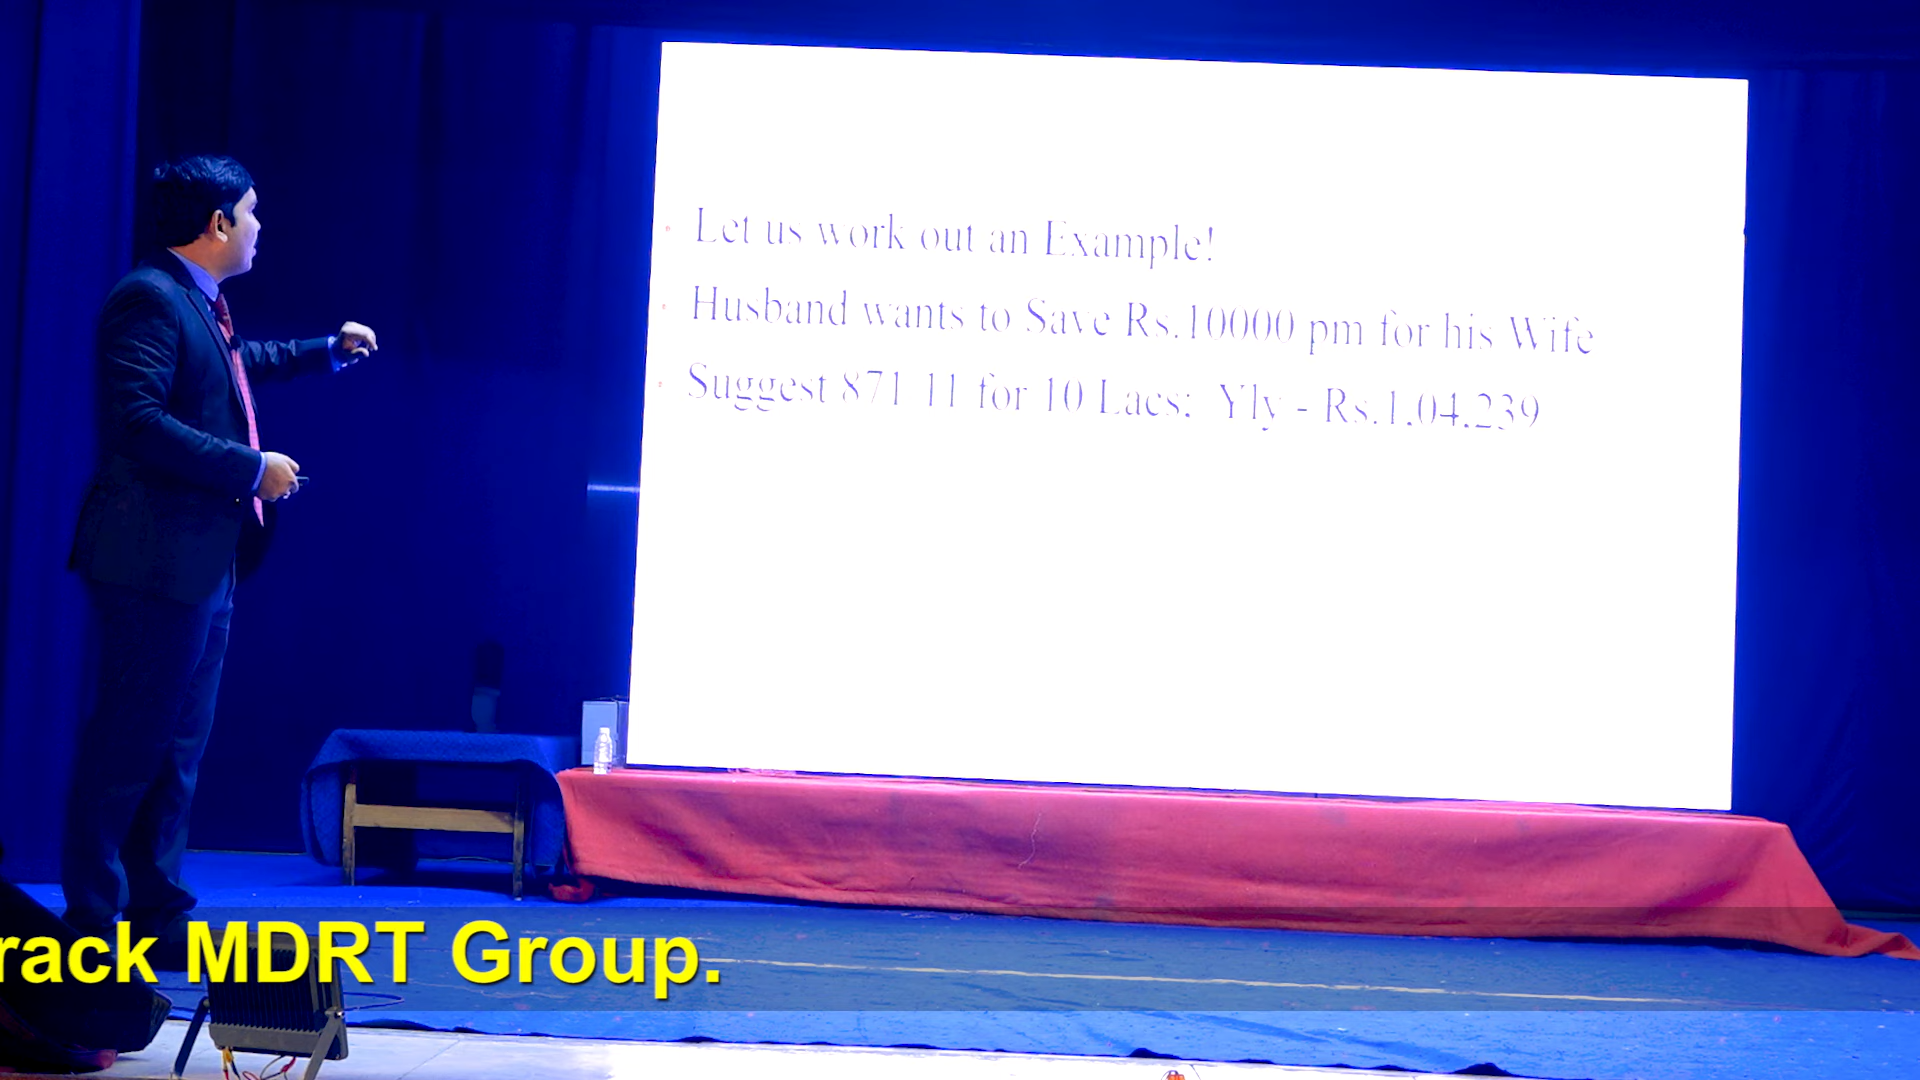 Let us work out an Example!
Husband wants to Save Rs.10000 pm for his Wife
Suggest 871 11 for 10 Lacs: Yly - Rs.1,04,239
rack MDRT Group.